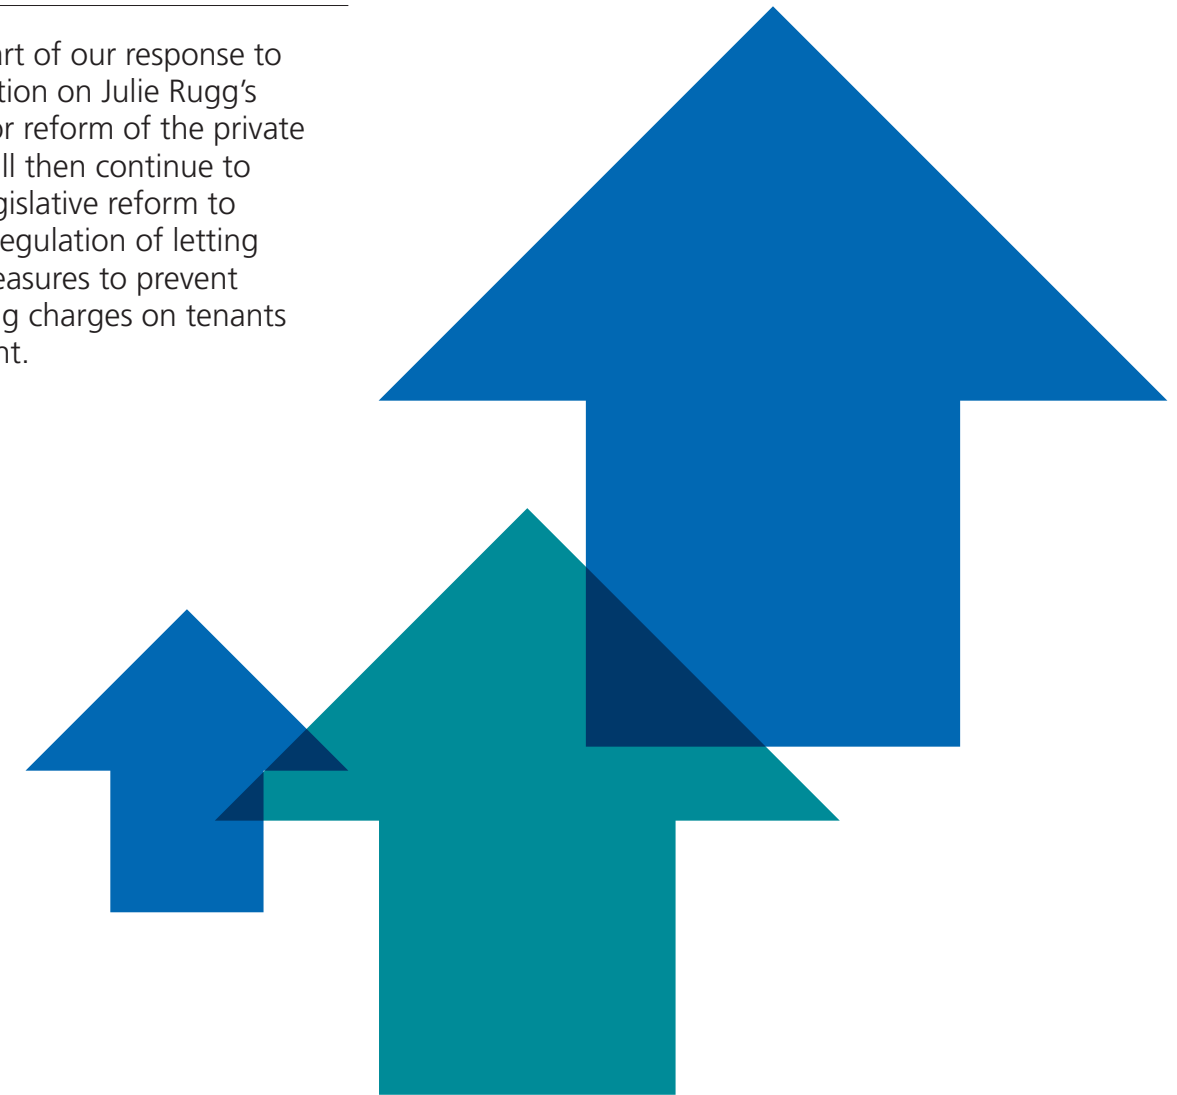 art of our response to
tion on Julie Rugg’s
or reform of the private
ll then continue to
gislative reform to
egulation of letting
easures to prevent
ng charges on tenants
nt.